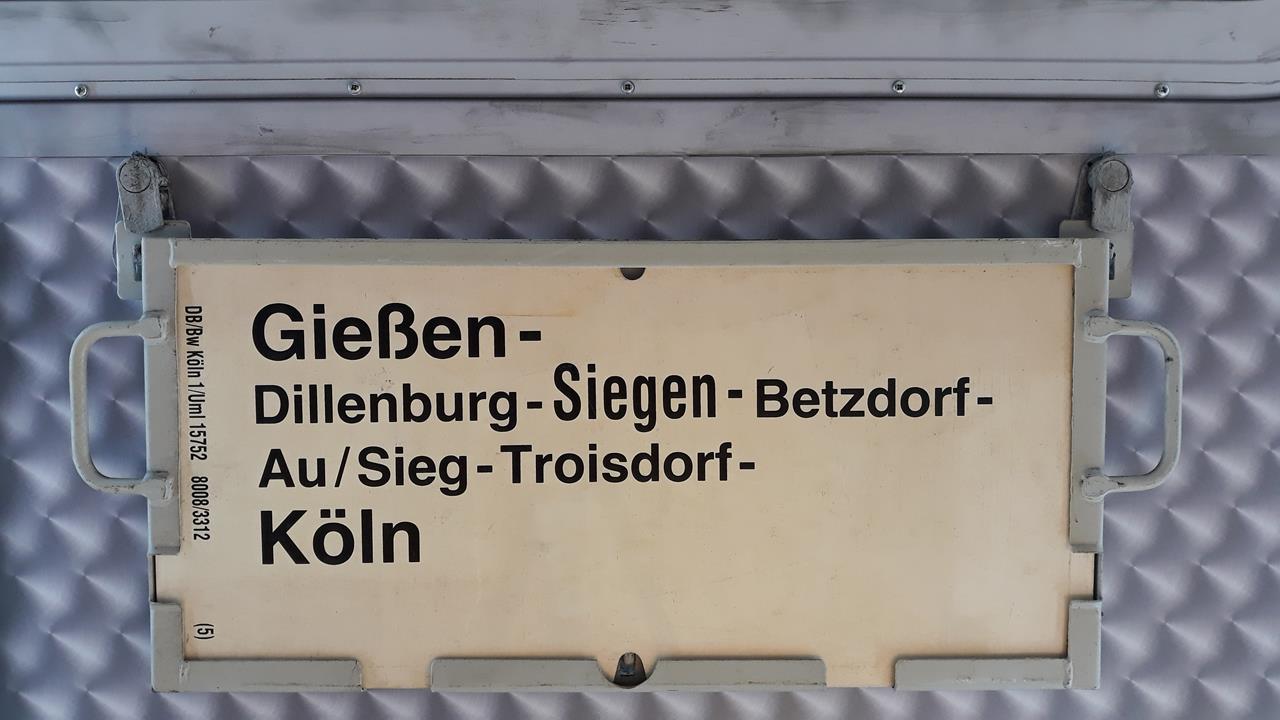 Gießen-
Dillenburg-Siegen-Betzdorf-
Au/Sieg-Troisdorf-
Köln
DB/Bw Köln 1/Uml 15752 8008/3312
(5)